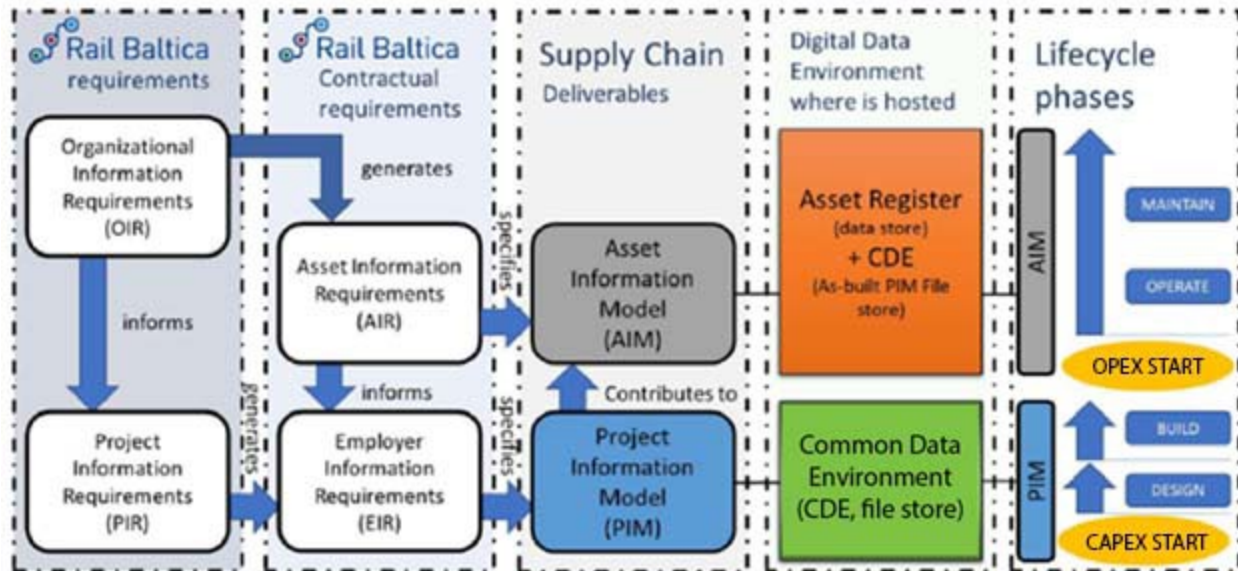 Rail Baltica
requirements
Organizational
Information
Requirements
(OIR)
informs
Project
Information
Requirements
(PIR)
generates
Rail Baltica
Contractual
requirements
generates
Asset Information
Requirements
(AIR)
informs
Employer
Information
Requirements
(EIR)
specifies
specifies
Supply Chain
Deliverables
Asset
Information
Model
(AIM)
Contributes to
Project
Information
Model
(PIM)
Digital Data
Environment
where is hosted
Asset Register
(data store)
+ CDE
(As-built PIM File
store)
Common Data
Environment
(CDE, file store)
Lifecycle
phases
AIM
MAINTAIN
OPERATE
OPEX START
PIM
BUILD
DESIGN
CAPEX START